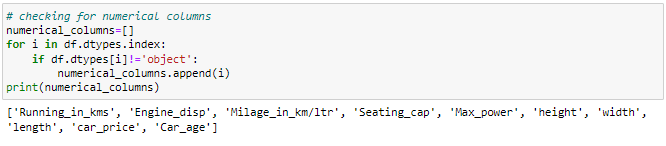 # checking for numerical columns
numerical_columns=[]
for i in df.dtypes.index:
    if df.dtypes[i]!='object':
        numerical_columns.append(i)
print(numerical_columns)
['Running_in_kms', 'Engine_disp', 'Milage_in_km/ltr', 'Seating_cap', 'Max_power', 'height', 'width',
'length', 'car_price', 'Car_age']